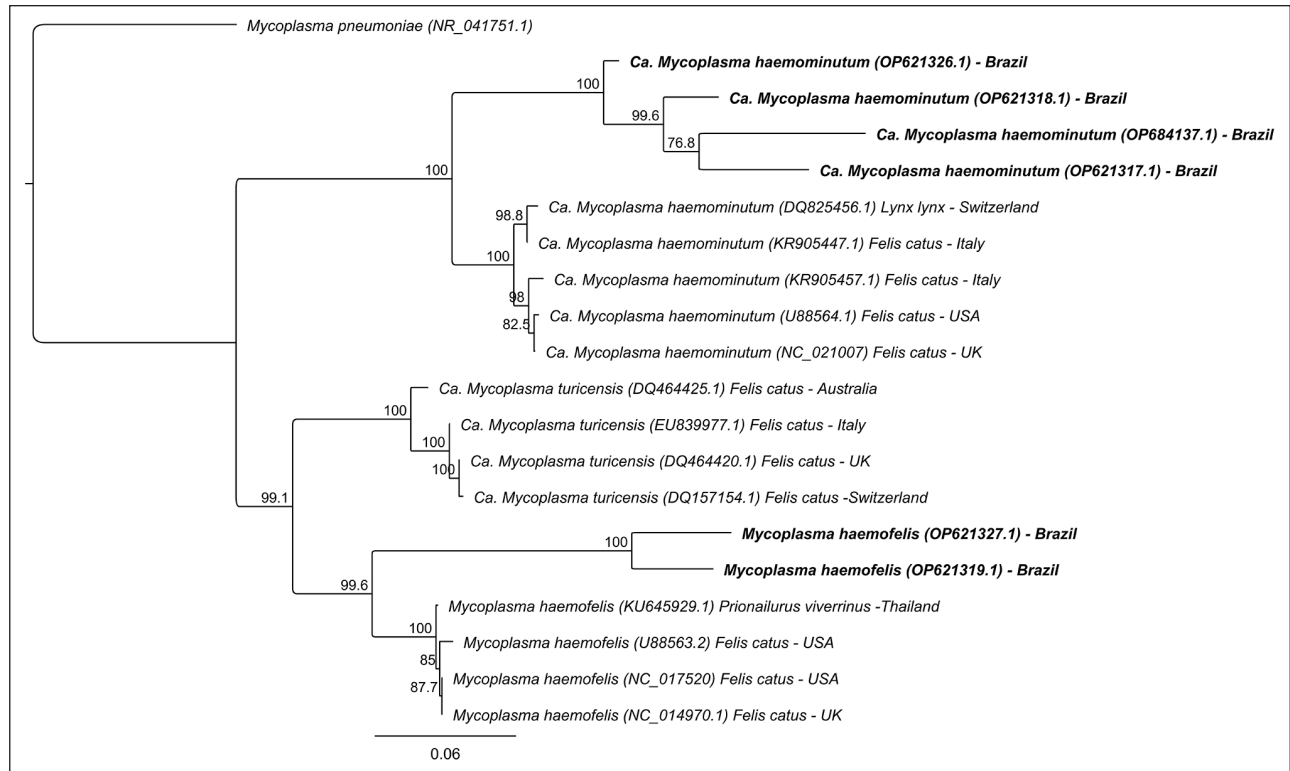 Mycoplasma pneumoniae (NR_041751.1)
Ca. Mycoplasma haemominutum (OP621326.1) - Brazil
100
Ca. Mycoplasma haemominutum (OP621318.1) - Brazil
99.6
Ca. Mycoplasma haemominutum (OP684137.1) - Brazil
76.8
Ca. Mycoplasma haemominutum (OP621317.1) - Brazil
100
Ca. Mycoplasma haemominutum (DQ825456.1) Lynx lynx - Switzerland
98.8
Ca. Mycoplasma haemominutum (KR905447.1) Felis catus - Italy
100
Ca. Mycoplasma haemominutum (KR905457.1) Felis catus - Italy
98
Ca. Mycoplasma haemominutum (U88564.1) Felis catus - USA
82.5
Ca. Mycoplasma haemominutum (NC_021007) Felis catus - UK
Ca. Mycoplasma turicensis (DQ464425.1) Felis catus - Australia
100
Ca. Mycoplasma turicensis (EU839977.1) Felis catus - Italy
100
Ca. Mycoplasma turicensis (DQ464420.1) Felis catus - UK
100
Ca. Mycoplasma turicensis (DQ157154.1) Felis catus -Switzerland
99.1
Mycoplasma haemofelis (OP621327.1) - Brazil
100
Mycoplasma haemofelis (OP621319.1) - Brazil
99.6
Mycoplasma haemofelis (KU645929.1) Prionailurus viverrinus -Thailand
100
Mycoplasma haemofelis (U88563.2) Felis catus - USA
85
Mycoplasma haemofelis (NC_017520) Felis catus - USA
87.7
Mycoplasma haemofelis (NC_014970.1) Felis catus - UK
0.06